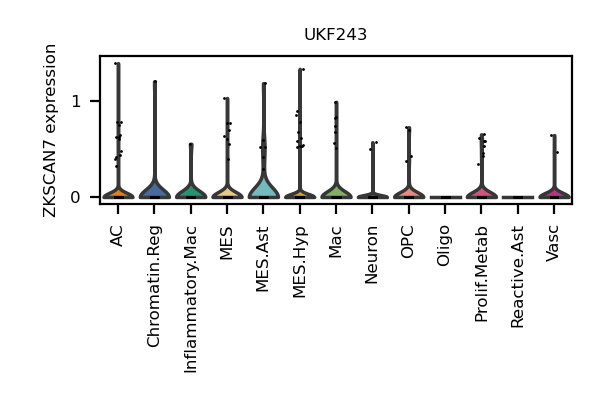 UKF243
ZKSCAN7 expression
1
0
AC
Chromatin.Reg
Inflammatory.Mac
MES
MES.Ast
MES.Hyp
Mac
Neuron
OPC
Oligo
Prolif.Metab
Reactive.Ast
Vasc